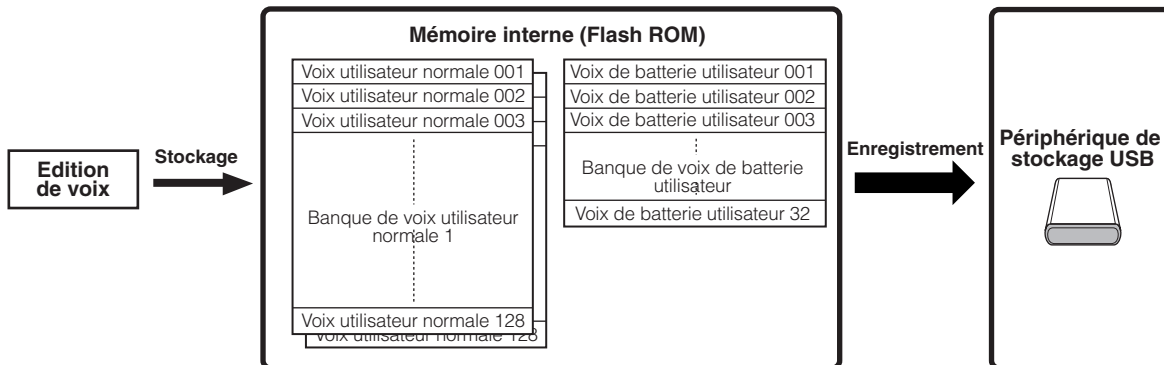 Mémoire interne (Flash ROM)
Voix utilisateur normale 001
Voix utilisateur normale 002
Voix utilisateur normale 003
Banque de voix utilisateur
normale 1
Voix utilisateur normale 128
Voix utilisateur normale 128
Voix de batterie utilisateur 001
Voix de batterie utilisateur 002
Voix de batterie utilisateur 003
Banque de voix de batterie
utilisateur
Voix de batterie utilisateur 32
Edition
de voix
Stockage
Enregistrement
Périphérique de
stockage USB